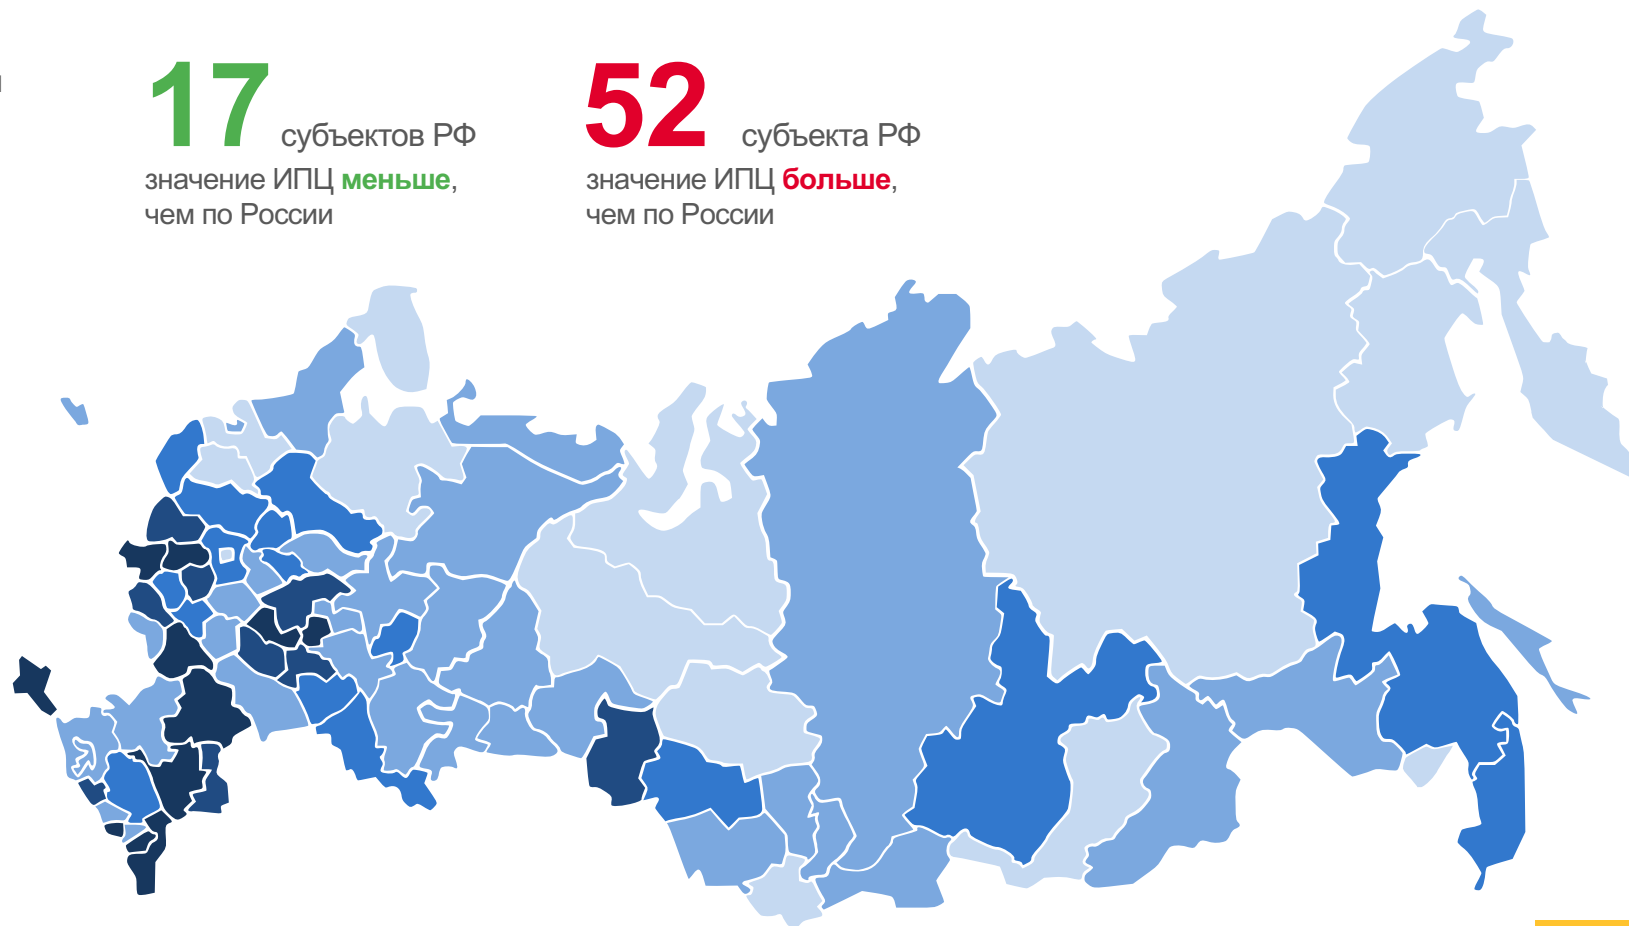 17 субъектов РФ
значение ИПЦ меньше,
чем по России
52 субъекта РФ
значение ИПЦ больше,
чем по России